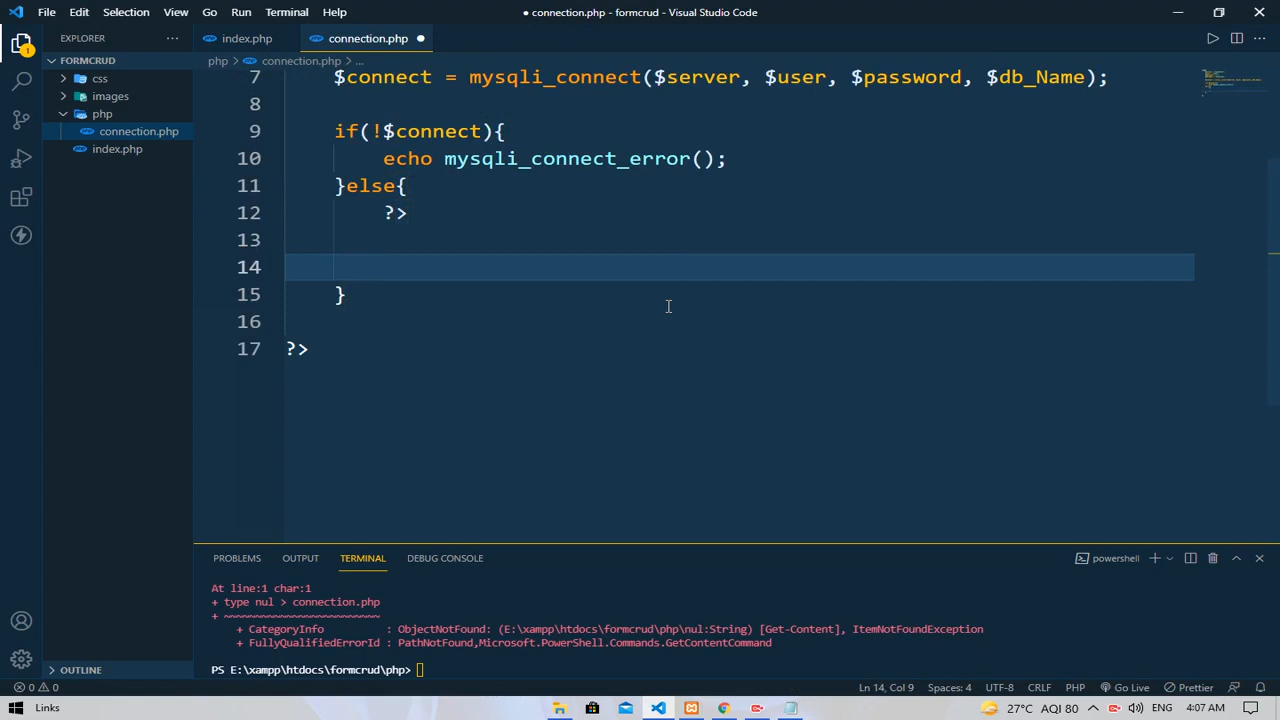 File Edit Selection View Go Run Terminal Help
● connection.php - formcrud - Visual Studio Code
EXPLORER
index.php
connection.php
FORMCRUD
css
images
php
connection.php
index.php
php > connection.php > ...
7 $connect = mysqli_connect($server, $user, $password, $db_Name);
8
9 if(!$connect){
10 echo mysqli_connect_error();
11 }else{
12 ?>
13
14
15 }
16
17 ?>
PROBLEMS OUTPUT TERMINAL DEBUG CONSOLE
powershell
At line:1 char:1
+ type nul > connection.php
+ ~~~~~~~~~~~~~~~~~~~~~~~~
+ CategoryInfo : ObjectNotFound: (E:\xampp\htdocs\formcrud\php\nul:String) [Get-Content], ItemNotFoundException
+ FullyQualifiedErrorId : PathNotFound,Microsoft.PowerShell.Commands.GetContentCommand
PS E:\xampp\htdocs\formcrud\php>
OUTLINE
1
0 0
Ln 14, Col 9 Spaces: 4 UTF-8 CRLF PHP Go Live Prettier
Links
27°C AQI 80 ENG 4:07 AM